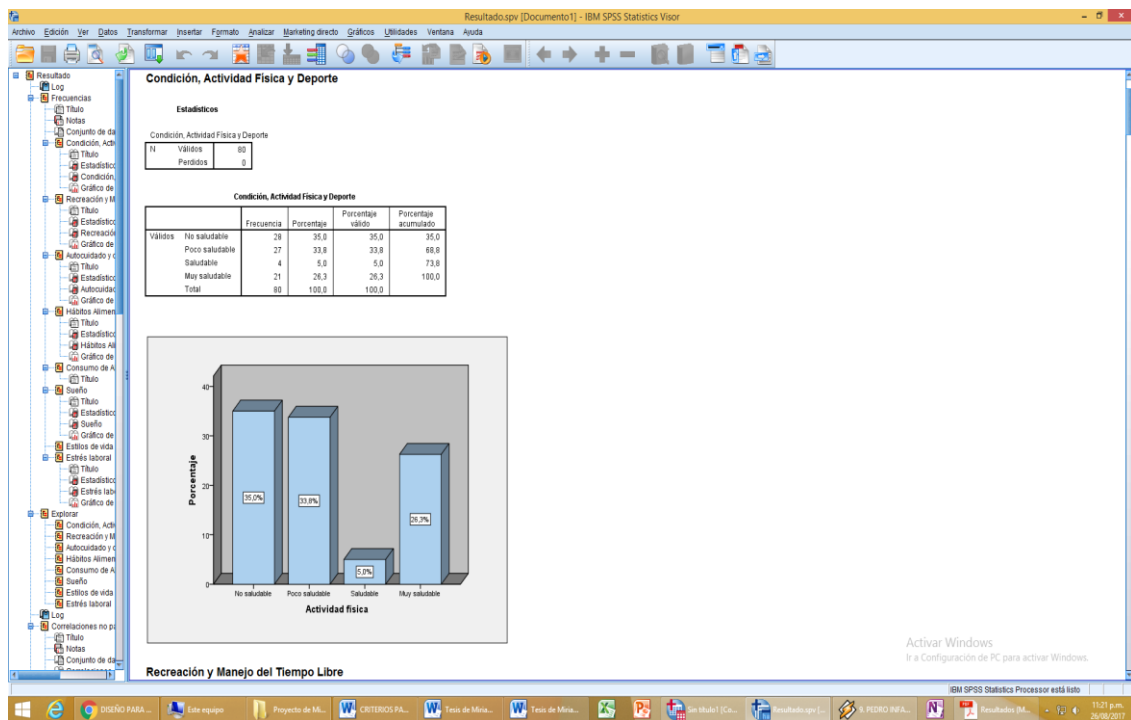 Resultado.spv [Documento1] - IBM SPSS Statistics Visor
Archivo Edición Ver Datos Transformar Insertar Formato Analizar Marketing directo Gráficos Utilidades Ventana Ayuda
Resultado
Log
Frecuencias
Título
Notas
Conjunto de da
Condición, Acti
Título
Estadístic
Condición,
Gráfico de
Recreación y M
Título
Estadístic
Recreació
Gráfico de
Autocuidado y c
Título
Estadístic
Autocuidad
Gráfico de
Hábitos Alimen
Título
Estadístic
Hábitos Ali
Gráfico de
Consumo de A
Título
Sueño
Título
Estadístic
Sueño
Gráfico de
Estilos de vida
Estrés laboral
Título
Estadístic
Estrés lab
Gráfico de
Explorar
Condición, Acti
Recreación y M
Autocuidado y c
Hábitos Alimen
Consumo de A
Sueño
Estilos de vida
Estrés laboral
Log
Correlaciones no pa
Título
Notas
Conjunto de da
Condición, Actividad Física y Deporte
Estadísticos
Condición, Actividad Física y Deporte
N Válidos 80
Perdidos 0
Condición, Actividad Física y Deporte
Frecuencia Porcentaje Porcentaje válido Porcentaje acumulado
Válidos No saludable 28 35,0 35,0 35,0
Poco saludable 27 33,8 33,8 68,8
Saludable 4 5,0 5,0 73,8
Muy saludable 21 26,3 26,3 100,0
Total 80 100,0 100,0
Porcentaje
40
30
20
10
0
35,0%
33,8%
5,0%
26,3%
No saludable Poco saludable Saludable Muy saludable
Actividad física
Recreación y Manejo del Tiempo Libre
Activar Windows
Ir a Configuración de PC para activar Windows.
IBM SPSS Statistics Processor está listo
DISEÑO PARA ... Este equipo Proyecto de Mi... CRITERIOS PA... Tesis de Miria... Tesis de Miria... Sin título1 [Co... Resultado.spv [... 9. PEDRO INFA... Resultados (M... 11:21 p.m.
26/08/2017